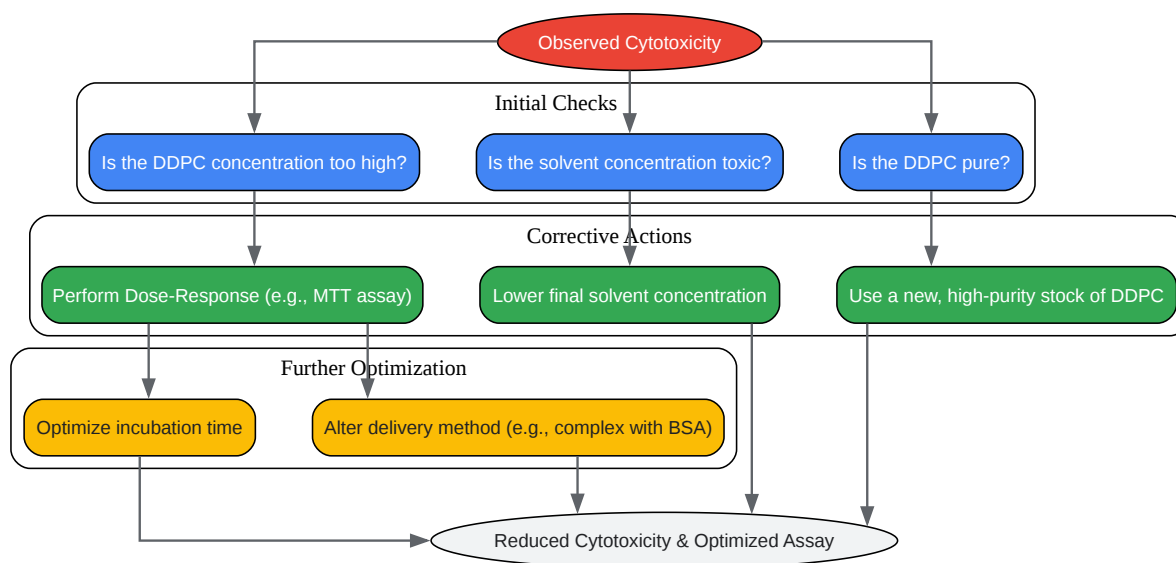 Observed Cytotoxicity
Initial Checks
Is the DDPC concentration too high?
Is the solvent concentration toxic?
Is the DDPC pure?
Corrective Actions
Perform Dose-Response (e.g., MTT assay)
Lower final solvent concentration
Use a new, high-purity stock of DDPC
Further Optimization
Optimize incubation time
Alter delivery method (e.g., complex with BSA)
Reduced Cytotoxicity & Optimized Assay